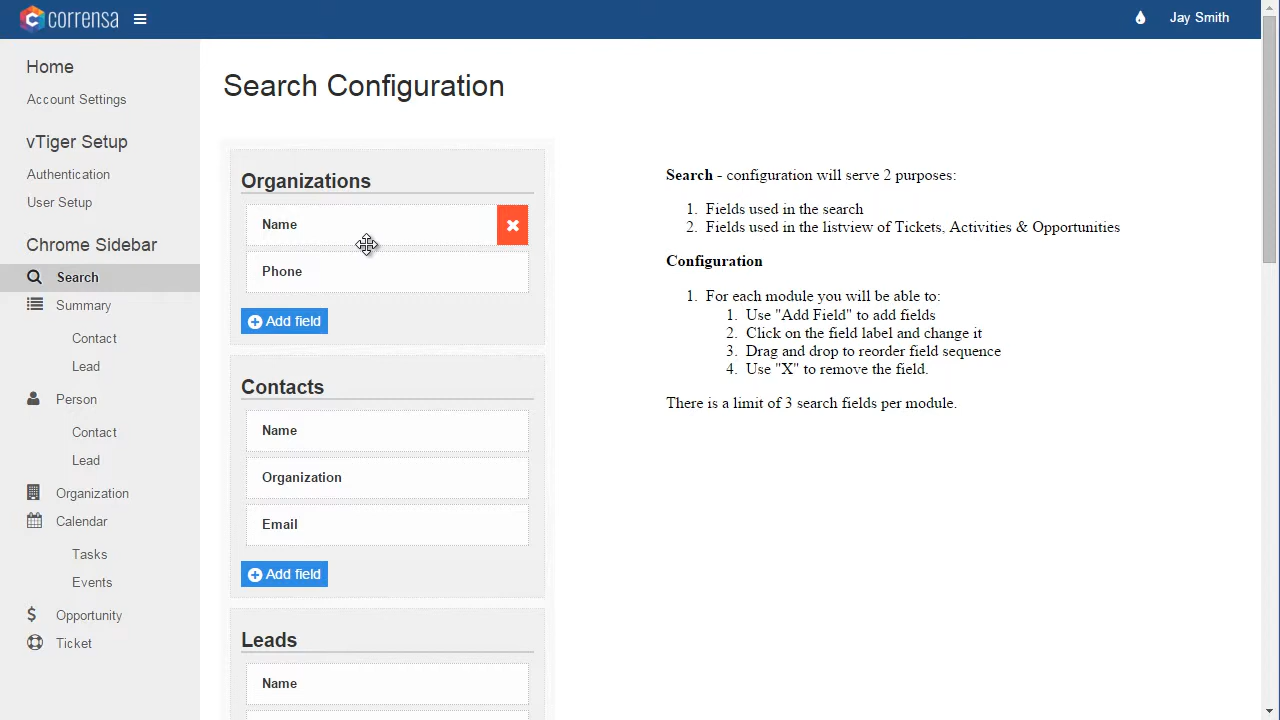 corrensa
Jay Smith
Home
Account Settings
vTiger Setup
Authentication
User Setup
Chrome Sidebar
Search
Summary
Contact
Lead
Person
Contact
Lead
Organization
Calendar
Tasks
Events
Opportunity
Ticket
Search Configuration
Organizations
Name
Phone
Add field
Contacts
Name
Organization
Email
Add field
Leads
Name
Search - configuration will serve 2 purposes:
1. Fields used in the search
2. Fields used in the listview of Tickets, Activities & Opportunities
Configuration
1. For each module you will be able to:
1. Use "Add Field" to add fields
2. Click on the field label and change it
3. Drag and drop to reorder field sequence
4. Use "X" to remove the field.
There is a limit of 3 search fields per module.